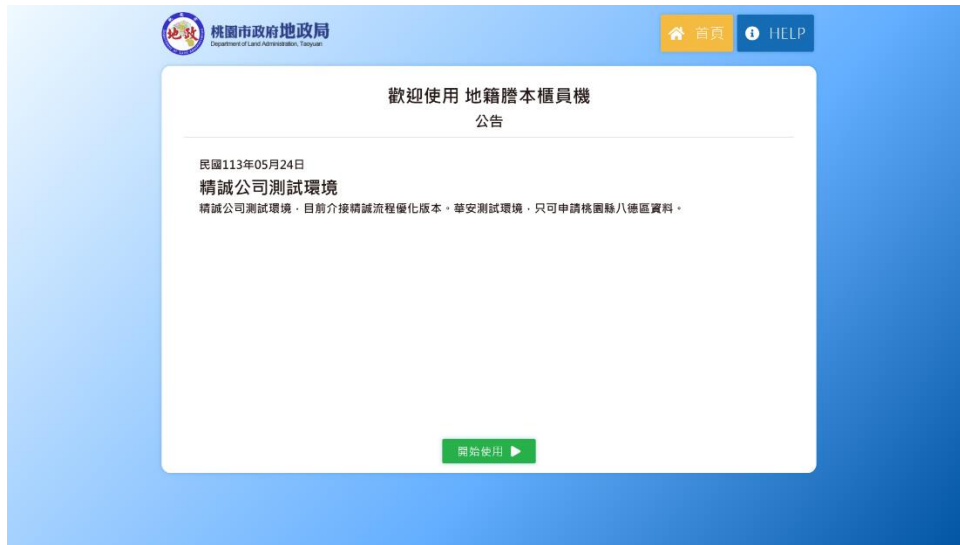 地政
桃園市政府地政局
Department of Land Administration, Taoyuan
首頁
HELP
歡迎使用 地籍謄本櫃員機
公告
民國113年05月24日
精誠公司測試環境
精誠公司測試環境，目前介接精誠流程優化版本。華安測試環境，只可申請桃園縣八德區資料。
開始使用